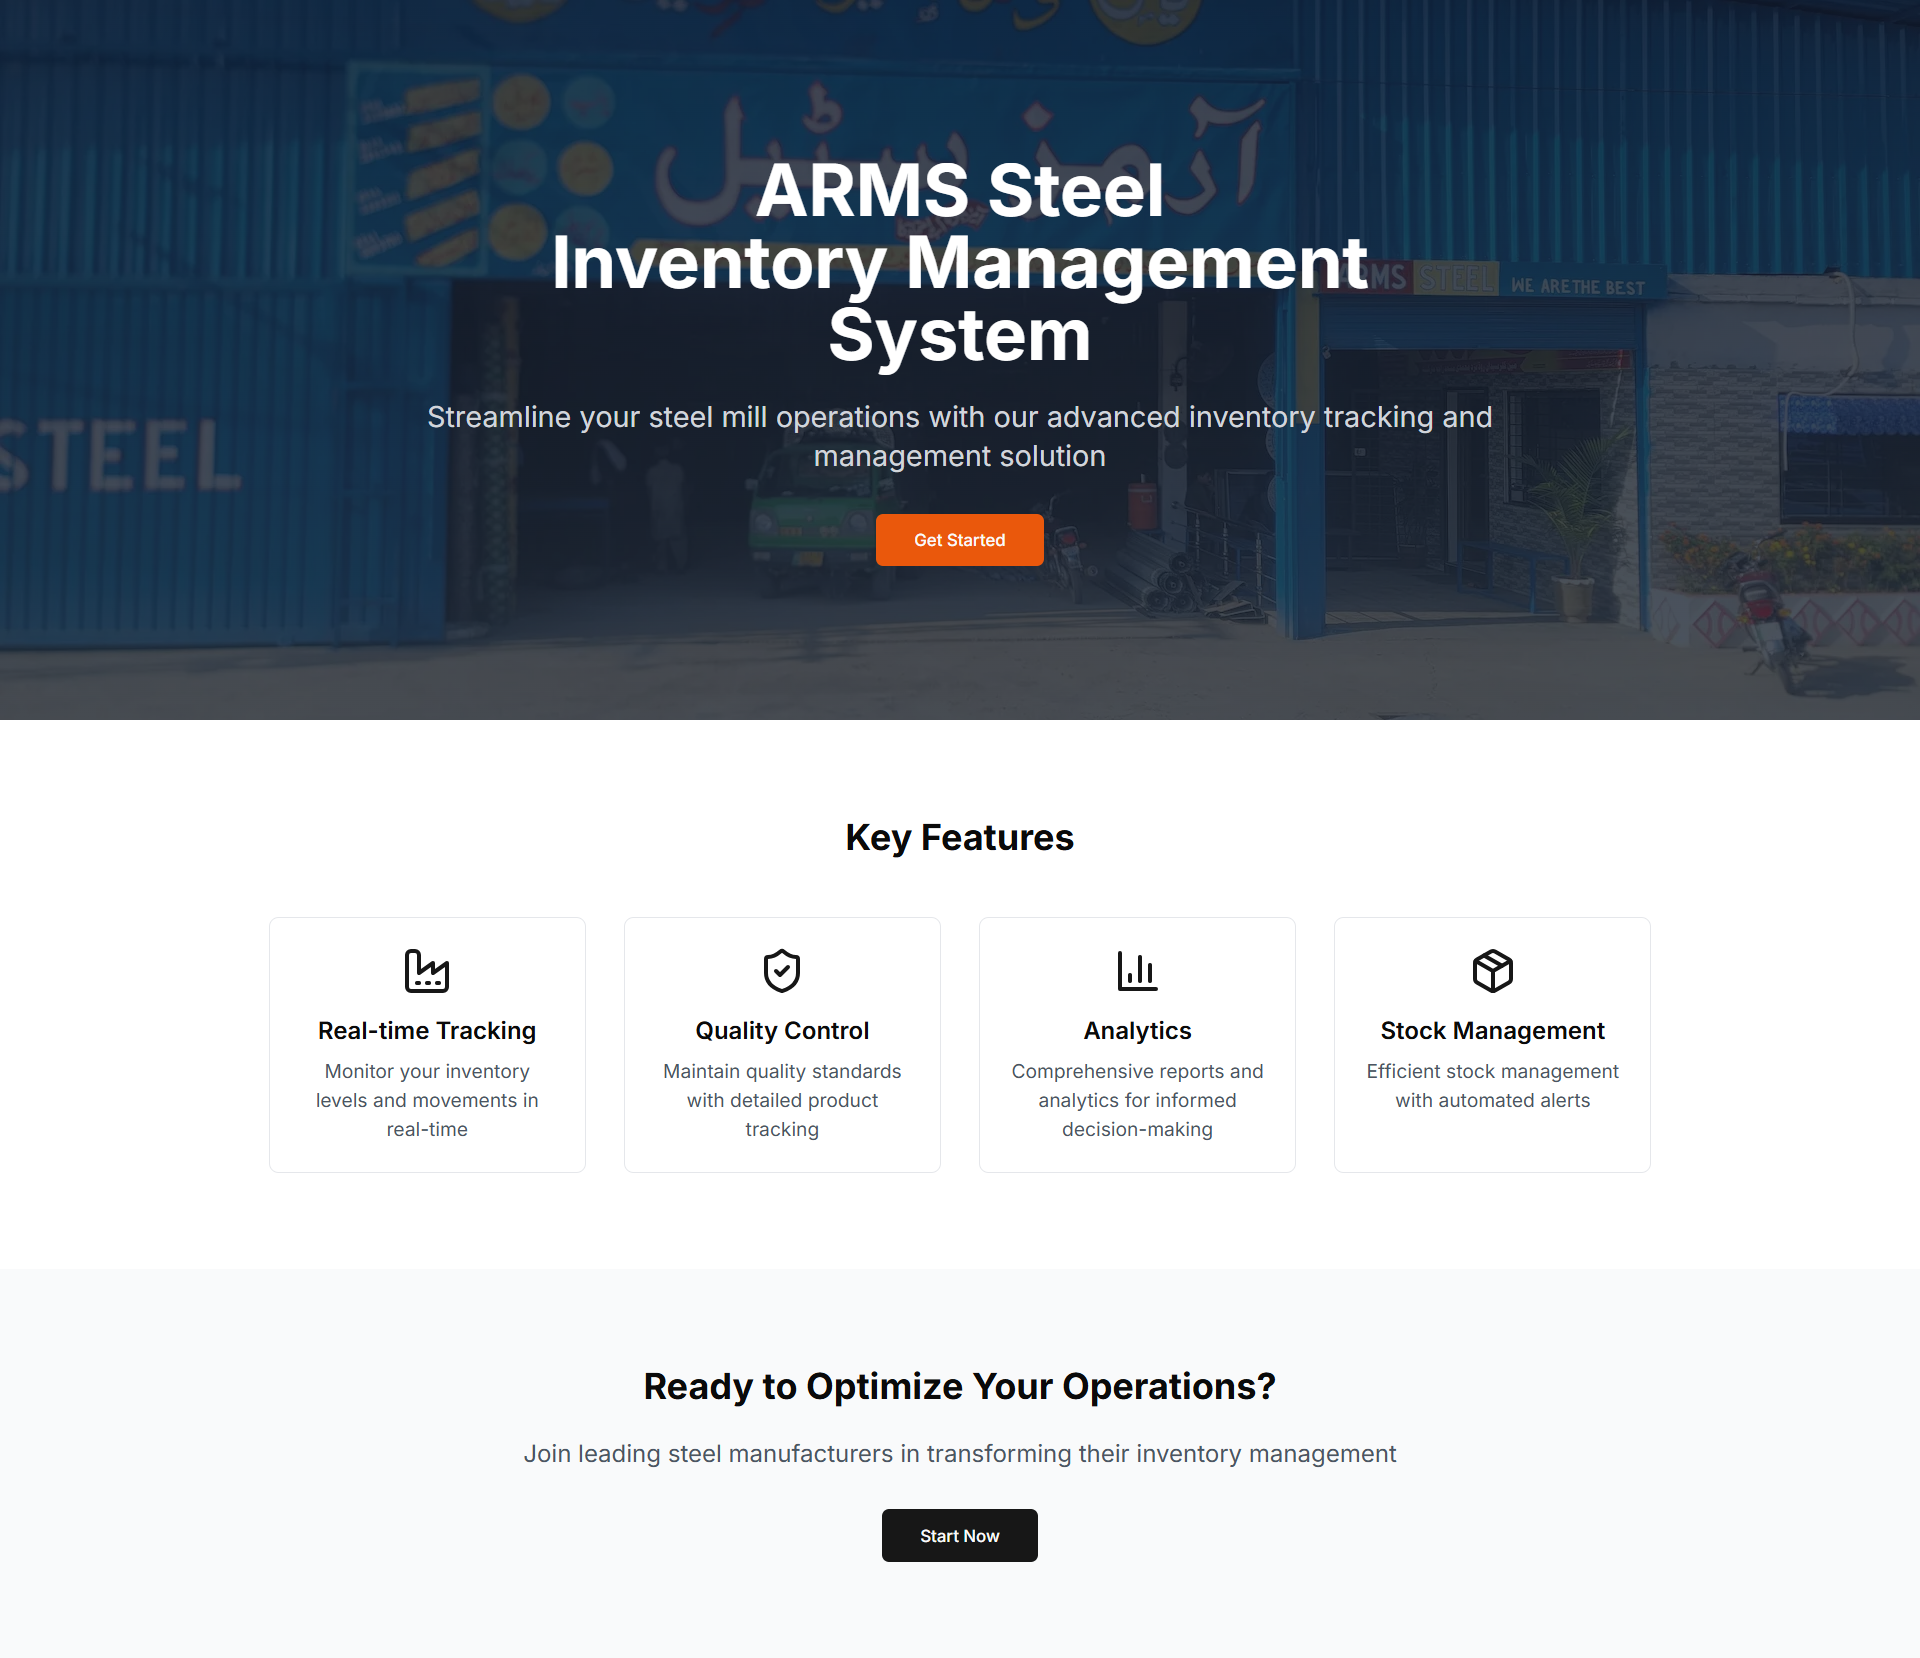 آرمز سٹیل
ARMS Steel
Inventory Management
System
ARMS STEEL WE ARE THE BEST
Streamline your steel mill operations with our advanced inventory tracking and
management solution
STEEL
Get Started
Key Features
Real-time Tracking
Monitor your inventory
levels and movements in
real-time
Quality Control
Maintain quality standards
with detailed product
tracking
Analytics
Comprehensive reports and
analytics for informed
decision-making
Stock Management
Efficient stock management
with automated alerts
Ready to Optimize Your Operations?
Join leading steel manufacturers in transforming their inventory management
Start Now